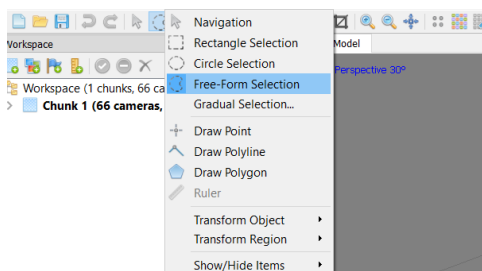 Navigation
Workspace
Rectangle Selection
Model
Circle Selection
Perspective 30°
Workspace (1 chunks, 66 ca
Free-Form Selection
Chunk 1 (66 cameras,
Gradual Selection...
Draw Point
Draw Polyline
Draw Polygon
Ruler
Transform Object
Transform Region
Show/Hide Items